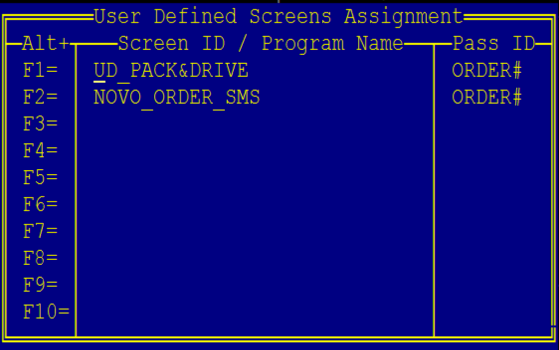 User Defined Screens Assignment
Alt+ Screen ID / Program Name Pass ID
F1= UD_PACK&DRIVE ORDER#
F2= NOVO_ORDER_SMS ORDER#
F3=
F4=
F5=
F6=
F7=
F8=
F9=
F10=